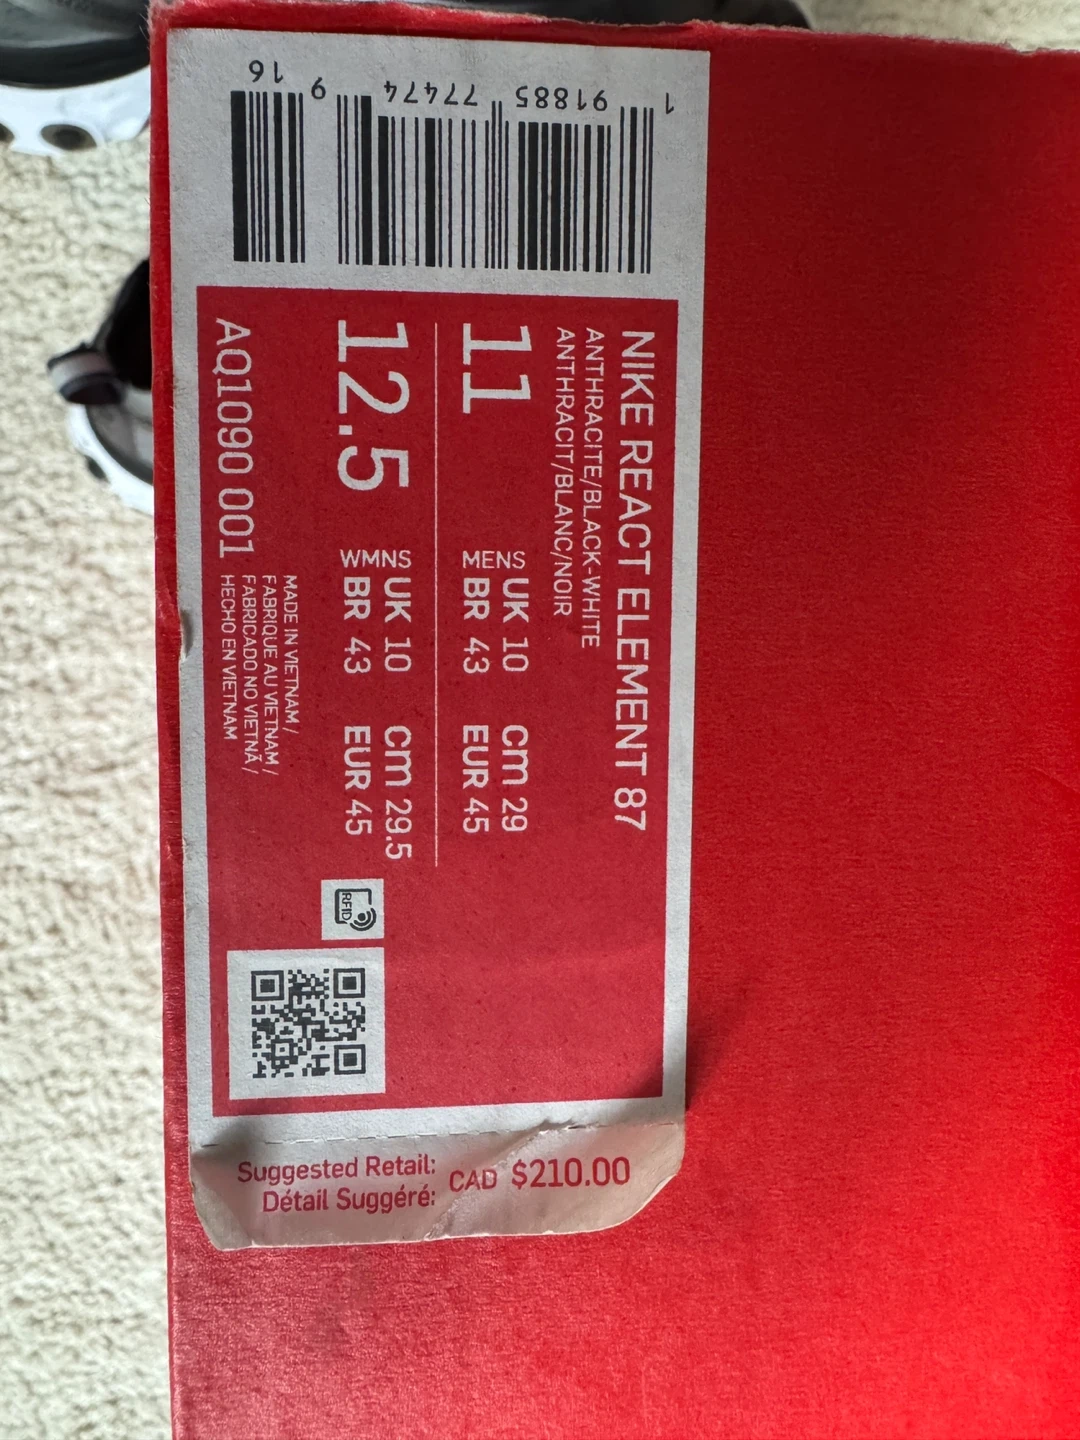 1 91885 77474 9 16
NIKE REACT ELEMENT 87
ANTHRACITE/BLACK-WHITE
ANTHRACIT/BLANC/NOIR
11
MENS
UK 10 cm 29
BR 43 EUR 45
12.5
WMNS
UK 10 cm 29.5
BR 43 EUR 45
AQ1090 001
MADE IN VIETNAM /
FABRIQUE AU VIETNAM /
FABRICADO NO VIETNÃ /
HECHO EN VIETNAM
RFID
Suggested Retail:
Détail Suggéré:
CAD $210.00